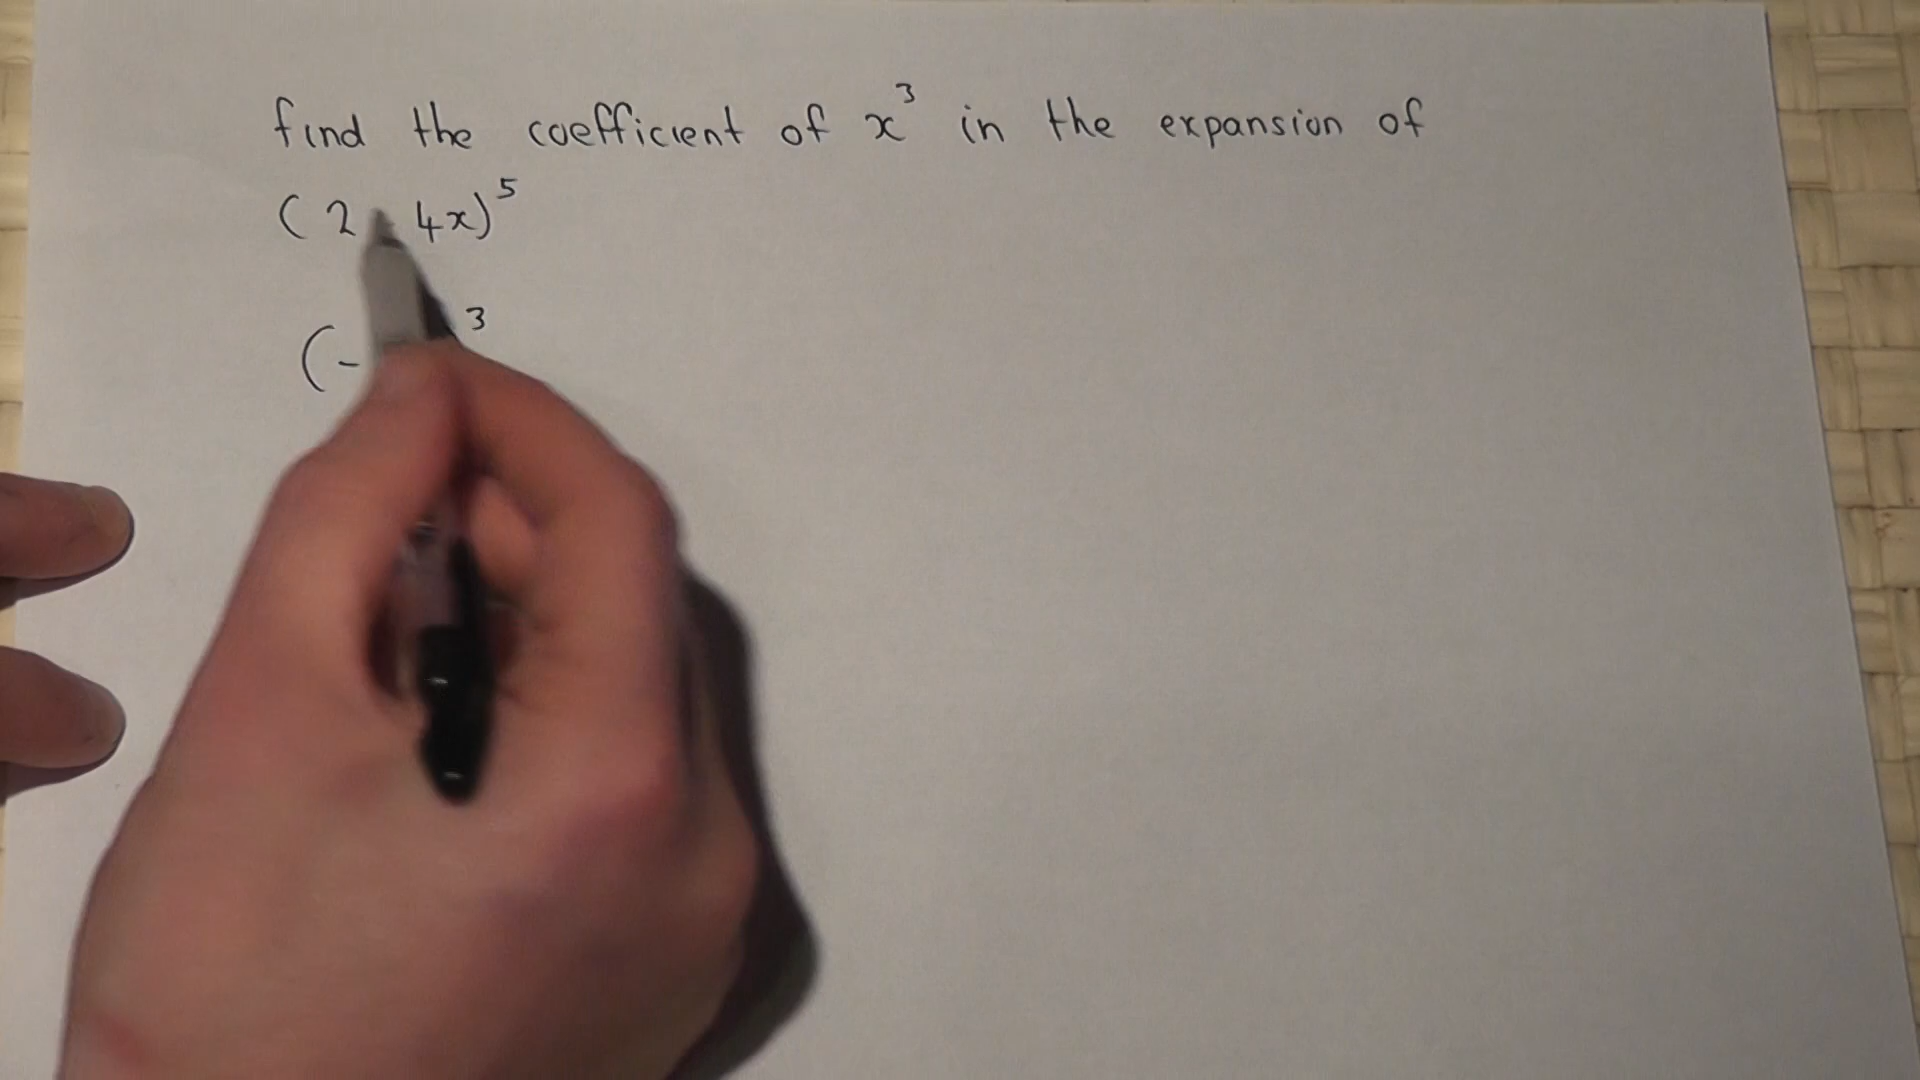 find the coefficient of x³ in the expansion of
(2 4x)⁵
(- ³